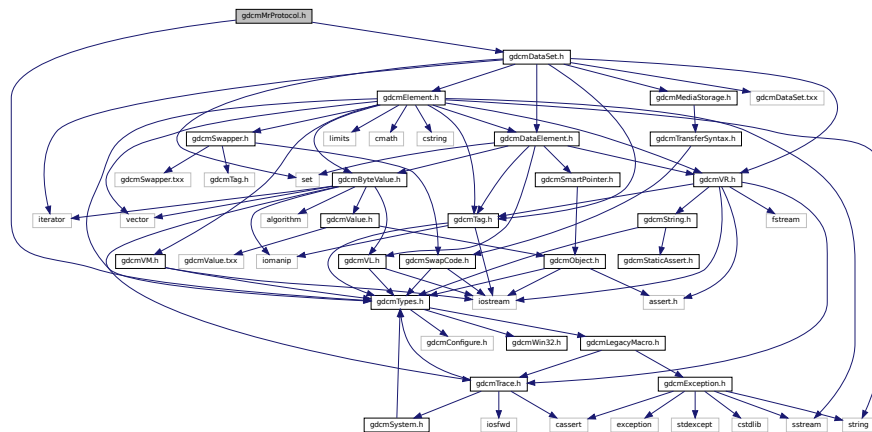 gdcmMrProtocol.h
gdcmDataSet.h
gdcmElement.h
gdcmMediaStorage.h
gdcmDataSet.txx
gdcmSwapper.h
limits
cmath
cstring
gdcmDataElement.h
gdcmTransferSyntax.h
gdcmSwapper.txx
gdcmTag.h
set
gdcmByteValue.h
gdcmSmartPointer.h
gdcmVR.h
iterator
vector
algorithm
gdcmValue.h
gdcmTag.h
gdcmString.h
fstream
gdcmVM.h
gdcmValue.txx
iomanip
gdcmVL.h
gdcmSwapCode.h
gdcmObject.h
gdcmStaticAssert.h
gdcmTypes.h
iostream
assert.h
gdcmConfigure.h
gdcmWin32.h
gdcmLegacyMacro.h
gdcmTrace.h
gdcmException.h
gdcmSystem.h
iosfwd
cassert
exception
stdexcept
cstdlib
sstream
string